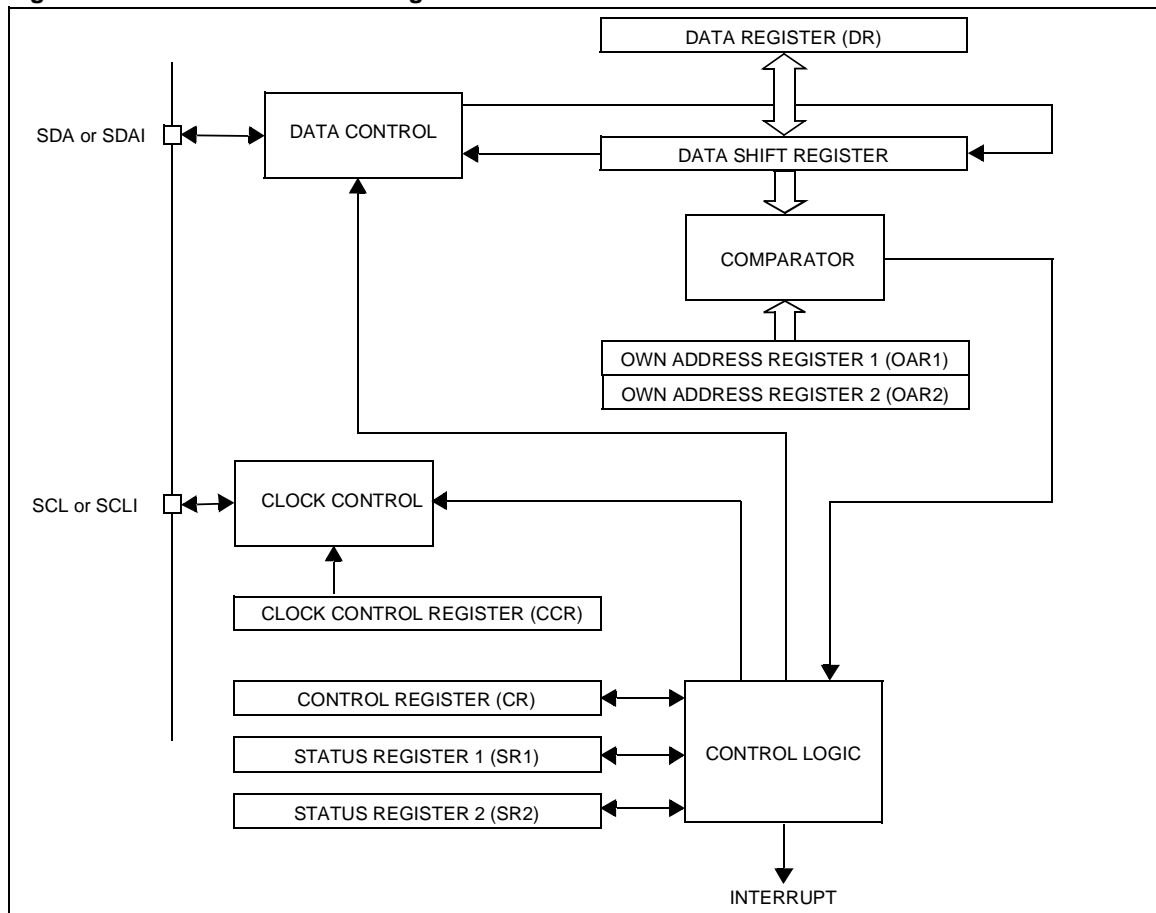 DATA REGISTER (DR)
SDA or SDAI
DATA CONTROL
DATA SHIFT REGISTER
COMPARATOR
OWN ADDRESS REGISTER 1 (OAR1)
OWN ADDRESS REGISTER 2 (OAR2)
SCL or SCLI
CLOCK CONTROL
CLOCK CONTROL REGISTER (CCR)
CONTROL REGISTER (CR)
STATUS REGISTER 1 (SR1)
CONTROL LOGIC
STATUS REGISTER 2 (SR2)
INTERRUPT